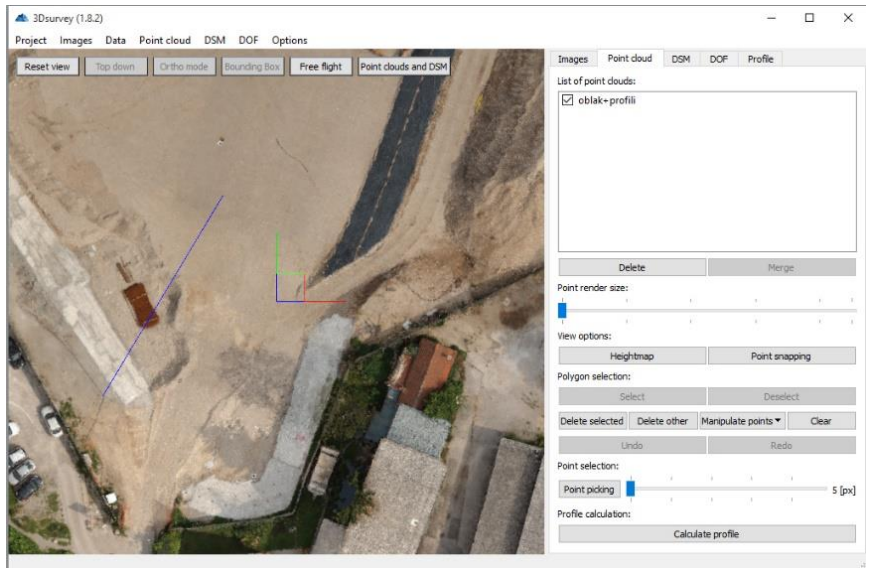 3Dsurvey (1.8.2)
Project Images Data Point cloud DSM DOF Options
Reset view Top down Ortho mode Bounding Box Free flight Point clouds and DSM
Images Point cloud DSM DOF Profile
List of point clouds:
oblak+profili
Delete Merge
Point render size:
View options:
Heightmap Point snapping
Polygon selection:
Select Deselect
Delete selected Delete other Manipulate points Clear
Undo Redo
Point selection:
Point picking 5 [px]
Profile calculation:
Calculate profile